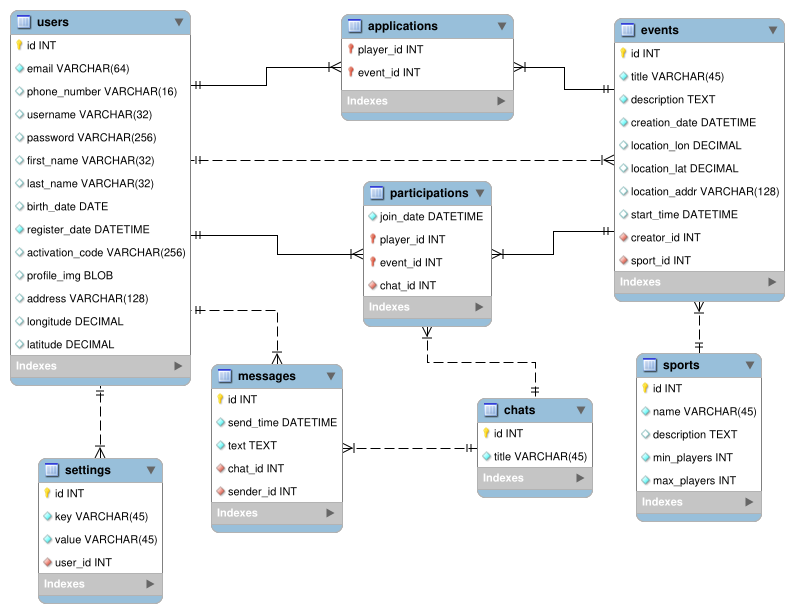 users
id INT
email VARCHAR(64)
phone_number VARCHAR(16)
username VARCHAR(32)
password VARCHAR(256)
first_name VARCHAR(32)
last_name VARCHAR(32)
birth_date DATE
register_date DATETIME
activation_code VARCHAR(256)
profile_img BLOB
address VARCHAR(128)
longitude DECIMAL
latitude DECIMAL
Indexes
applications
player_id INT
event_id INT
Indexes
events
id INT
title VARCHAR(45)
description TEXT
creation_date DATETIME
location_lon DECIMAL
location_lat DECIMAL
location_addr VARCHAR(128)
start_time DATETIME
creator_id INT
sport_id INT
Indexes
participations
join_date DATETIME
player_id INT
event_id INT
chat_id INT
Indexes
messages
id INT
send_time DATETIME
text TEXT
chat_id INT
sender_id INT
Indexes
chats
id INT
title VARCHAR(45)
Indexes
sports
id INT
name VARCHAR(45)
description TEXT
min_players INT
max_players INT
Indexes
settings
id INT
key VARCHAR(45)
value VARCHAR(45)
user_id INT
Indexes